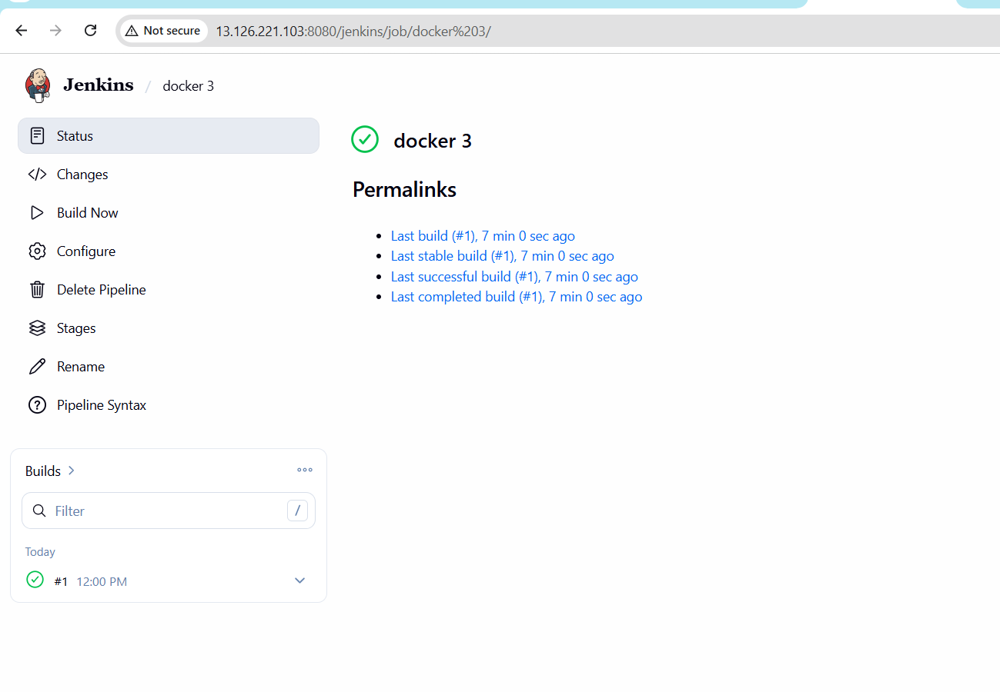 Not secure 13.126.221.103:8080/jenkins/job/docker%203/
Jenkins / docker 3
Status
Changes
Build Now
Configure
Delete Pipeline
Stages
Rename
Pipeline Syntax
Builds
Filter /
Today
#1 12:00 PM
docker 3
Permalinks
Last build (#1), 7 min 0 sec ago
Last stable build (#1), 7 min 0 sec ago
Last successful build (#1), 7 min 0 sec ago
Last completed build (#1), 7 min 0 sec ago